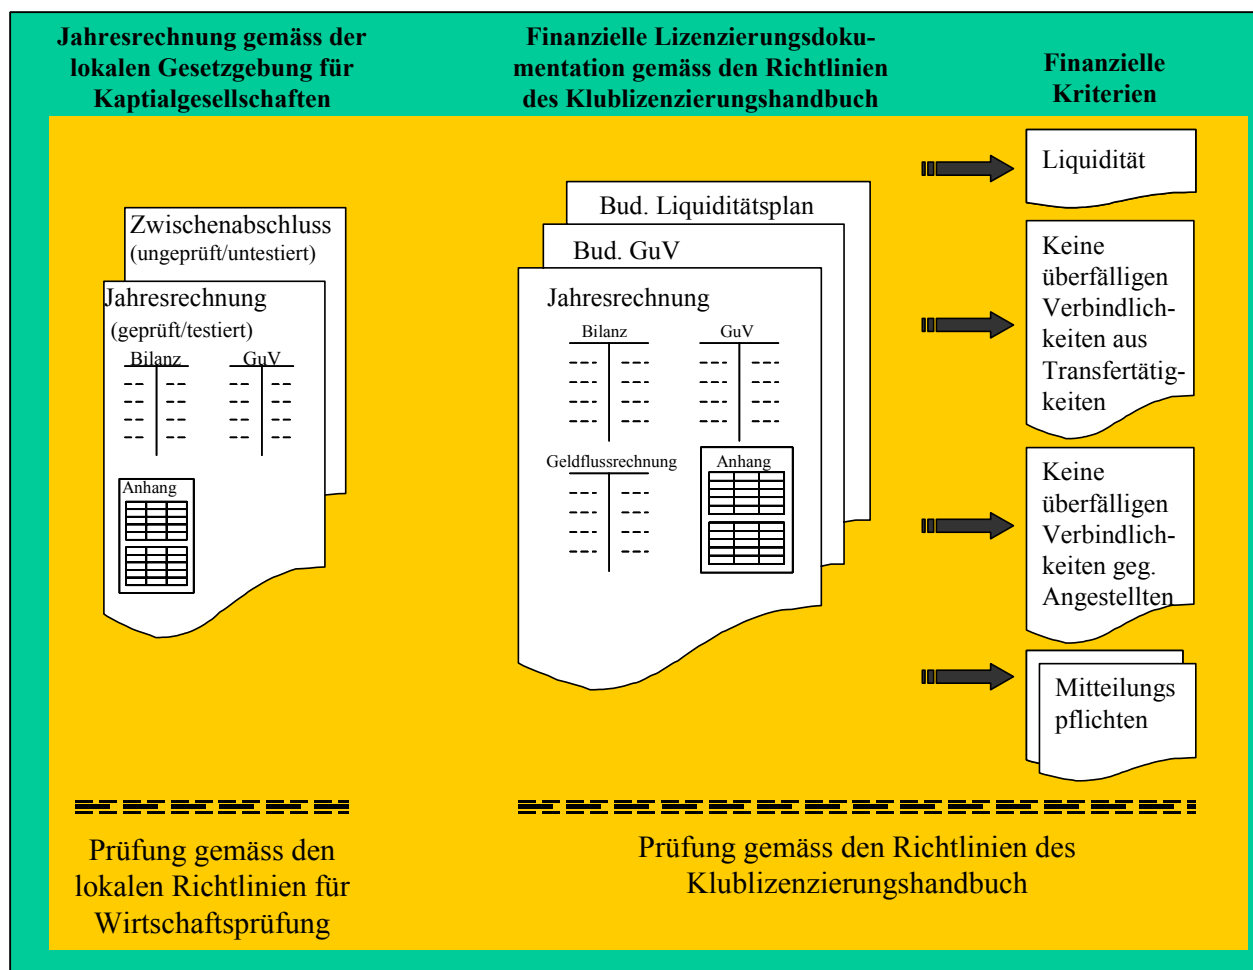 Jahresrechnung gemäss der
lokalen Gesetzgebung für
Kaptialgesellschaften
Finanzielle Lizenzierungsdoku-
mentation gemäss den Richtlinien
des Klublizenzierungshandbuch
Finanzielle
Kriterien
Zwischenabschluss
(ungeprüft/untestiert)
Jahresrechnung
(geprüft/testiert)
Bilanz
GuV
Anhang
Bud. Liquiditätsplan
Bud. GuV
Jahresrechnung
Bilanz
GuV
Geldflussrechnung
Anhang
Liquidität
Keine
überfälligen
Verbindlich-
keiten aus
Transfertätig-
keiten
Keine
überfälligen
Verbindlich-
keiten geg.
Angestellten
Mitteilungs
pflichten
Prüfung gemäss den
lokalen Richtlinien für
Wirtschaftsprüfung
Prüfung gemäss den Richtlinien des
Klublizenzierungshandbuch